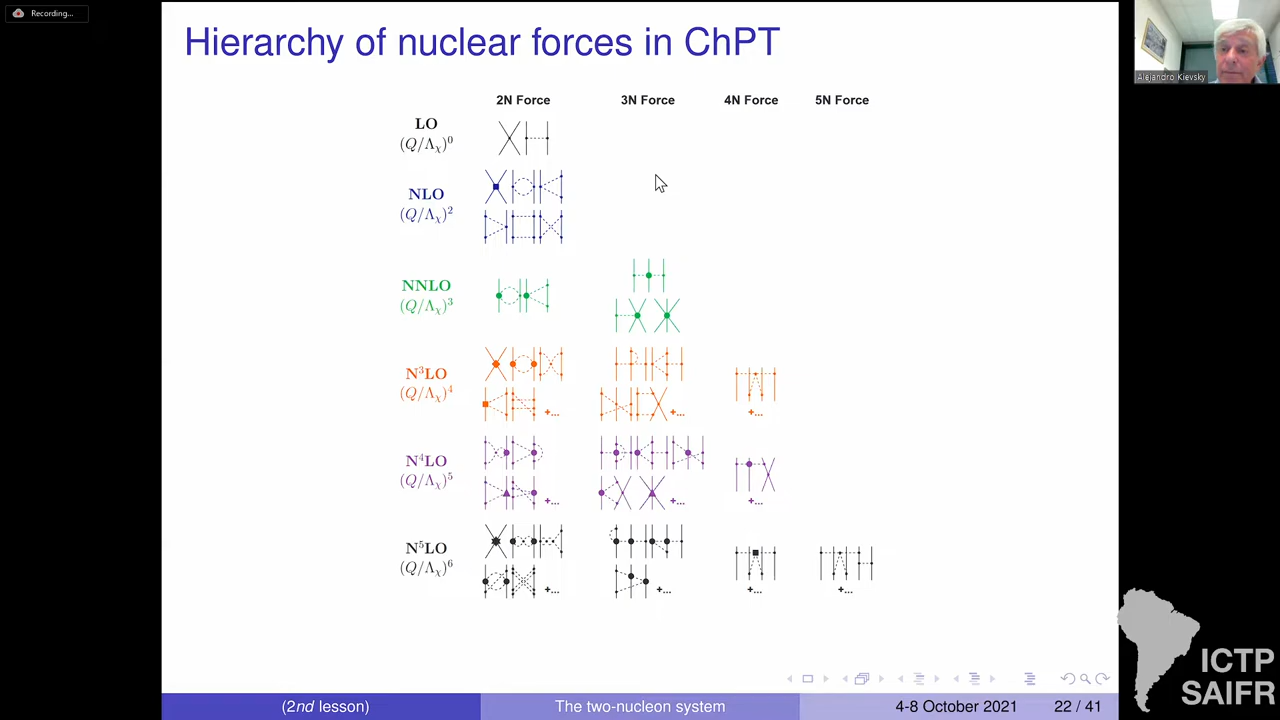 Recording...
Hierarchy of nuclear forces in ChPT
Alejandro Kievsky
2N Force 3N Force 4N Force 5N Force
LO
(Q/Λχ)⁰
NLO
(Q/Λχ)²
NNLO
(Q/Λχ)³
N³LO
(Q/Λχ)⁴
+... +... +...
N⁴LO
(Q/Λχ)⁵
+... +... +...
N⁵LO
(Q/Λχ)⁶
+... +... +... +...
ICTP
SAIFR
(2nd lesson) The two-nucleon system 4-8 October 2021 22 / 41